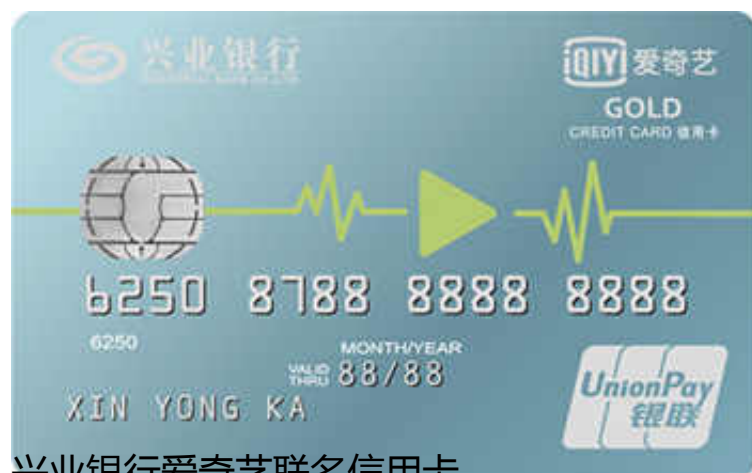 兴业银行
iQIY 爱奇艺
GOLD
CREDIT CARD 信用卡
6250 8788 8888 8888
6250
MONTH/YEAR
VALID THRU 88/88
XIN YONG KA
UnionPay
银联
兴业银行爱奇艺联名信用卡